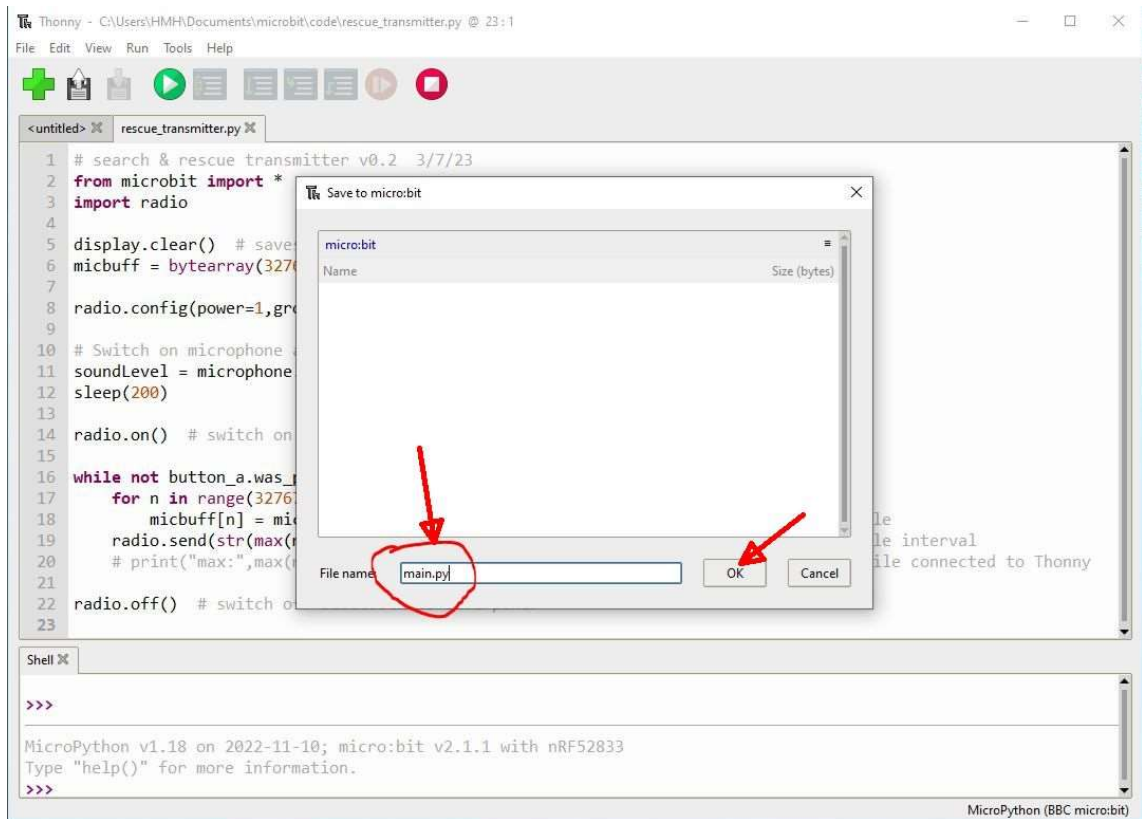 Thonny - C:\Users\HMH\Documents\microbit\code\rescue_transmitter.py @ 23:1
File Edit View Run Tools Help
<untitled> rescue_transmitter.py
1 # search & rescue transmitter v0.2 3/7/23
2 from microbit import *
3 import radio
4
5 display.clear() # save
6 micbuff = bytearray(3276
7
8 radio.config(power=1,gr
9
10 # Switch on microphone
11 soundLevel = microphone
12 sleep(200)
13
14 radio.on() # switch on
15
16 while not button_a.was_
17 for n in range(3276
18 micbuff[n] = mi le
19 radio.send(str(max( le interval
20 # print("max:",max( ile connected to Thonny
21
22 radio.off() # switch o
23
Save to micro:bit
micro:bit
Name Size (bytes)
File name main.py OK Cancel
Shell
>>>
MicroPython v1.18 on 2022-11-10; micro:bit v2.1.1 with nRF52833
Type "help()" for more information.
>>>
MicroPython (BBC micro:bit)